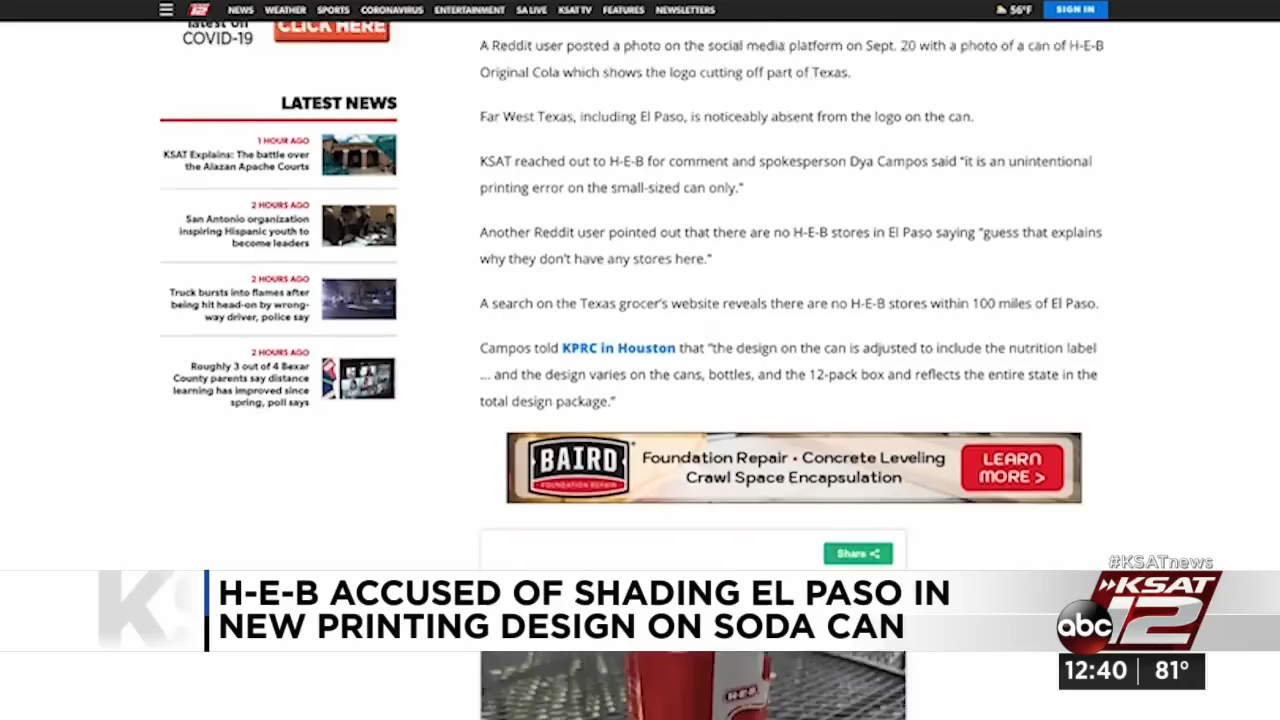 NEWS WEATHER SPORTS CORONAVIRUS ENTERTAINMENT SA LIVE KSAT TV FEATURES NEWSLETTERS 56°F SIGN IN
latest on
COVID-19
CLICK HERE
LATEST NEWS
1 HOUR AGO
KSAT Explains: The battle over
the Alazan Apache Courts
2 HOURS AGO
San Antonio organization
inspiring Hispanic youth to
become leaders
2 HOURS AGO
Truck bursts into flames after
being hit head-on by wrong-
way driver, police say
2 HOURS AGO
Roughly 3 out of 4 Bexar
County parents say distance
learning has improved since
spring, poll says
A Reddit user posted a photo on the social media platform on Sept. 20 with a photo of a can of H-E-B
Original Cola which shows the logo cutting off part of Texas.
Far West Texas, including El Paso, is noticeably absent from the logo on the can.
KSAT reached out to H-E-B for comment and spokesperson Dya Campos said “it is an unintentional
printing error on the small-sized can only.”
Another Reddit user pointed out that there are no H-E-B stores in El Paso saying “guess that explains
why they don’t have any stores here.”
A search on the Texas grocer’s website reveals there are no H-E-B stores within 100 miles of El Paso.
Campos told KPRC in Houston that “the design on the can is adjusted to include the nutrition label
... and the design varies on the cans, bottles, and the 12-pack box and reflects the entire state in the
total design package.”
BAIRD
FOUNDATION REPAIR
Foundation Repair • Concrete Leveling
Crawl Space Encapsulation
LEARN
MORE >
Share
#KSATnews
H-E-B ACCUSED OF SHADING EL PASO IN
NEW PRINTING DESIGN ON SODA CAN
KSAT
abc 12
12:40 81°
H-E-B